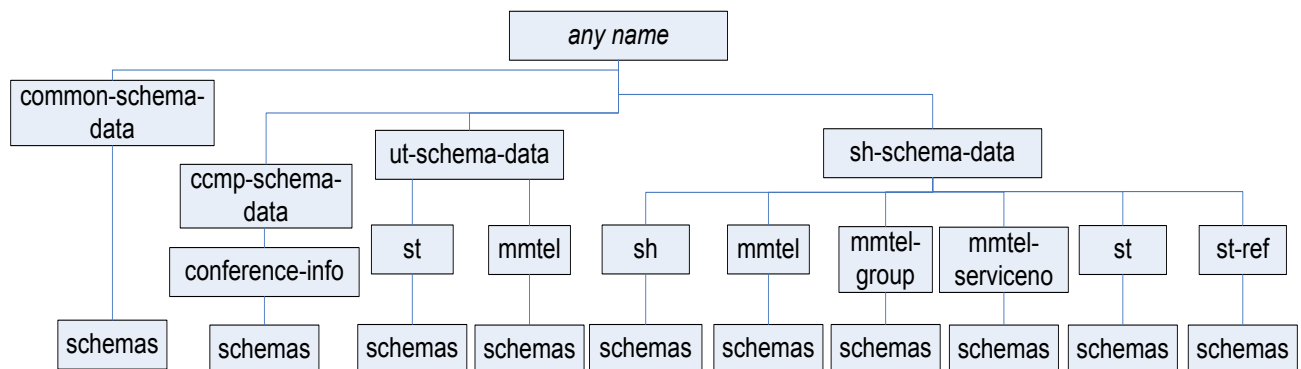 any name
common-schema-
data
ut-schema-data
sh-schema-data
ccmp-schema-
data
st
mmtel
sh
mmtel
mmtel-
group
mmtel-
serviceno
st
st-ref
conference-info
schemas
schemas
schemas
schemas
schemas
schemas
schemas
schemas
schemas
schemas